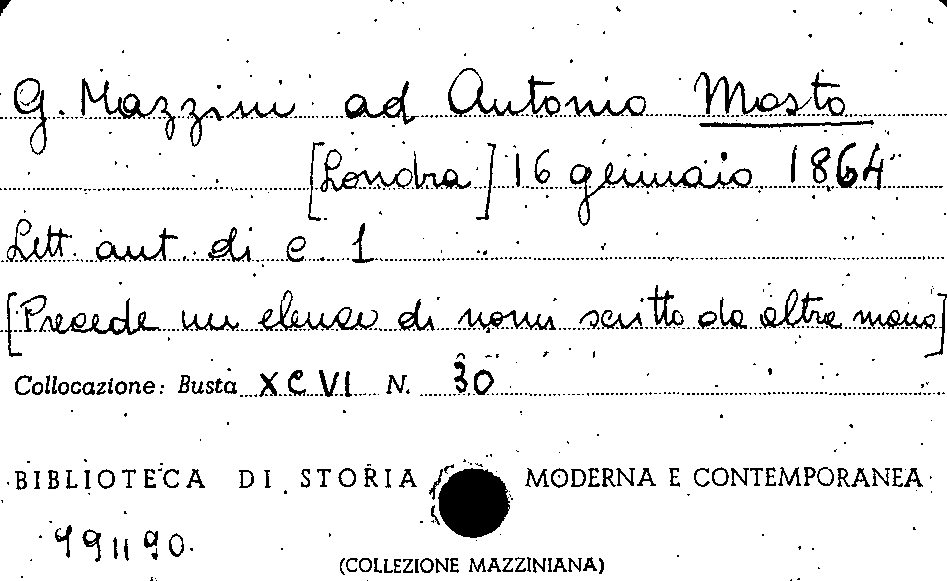 G. Mazzini ad Antonio Mosto
[Londra] 16 gennaio 1864
Lett. aut. di c. 1
[Precede un elenco di nomi scritto da altra mano]
Collocazione: Busta XCVI N. 30
BIBLIOTECA DI STORIA MODERNA E CONTEMPORANEA
791190
(COLLEZIONE MAZZINIANA)